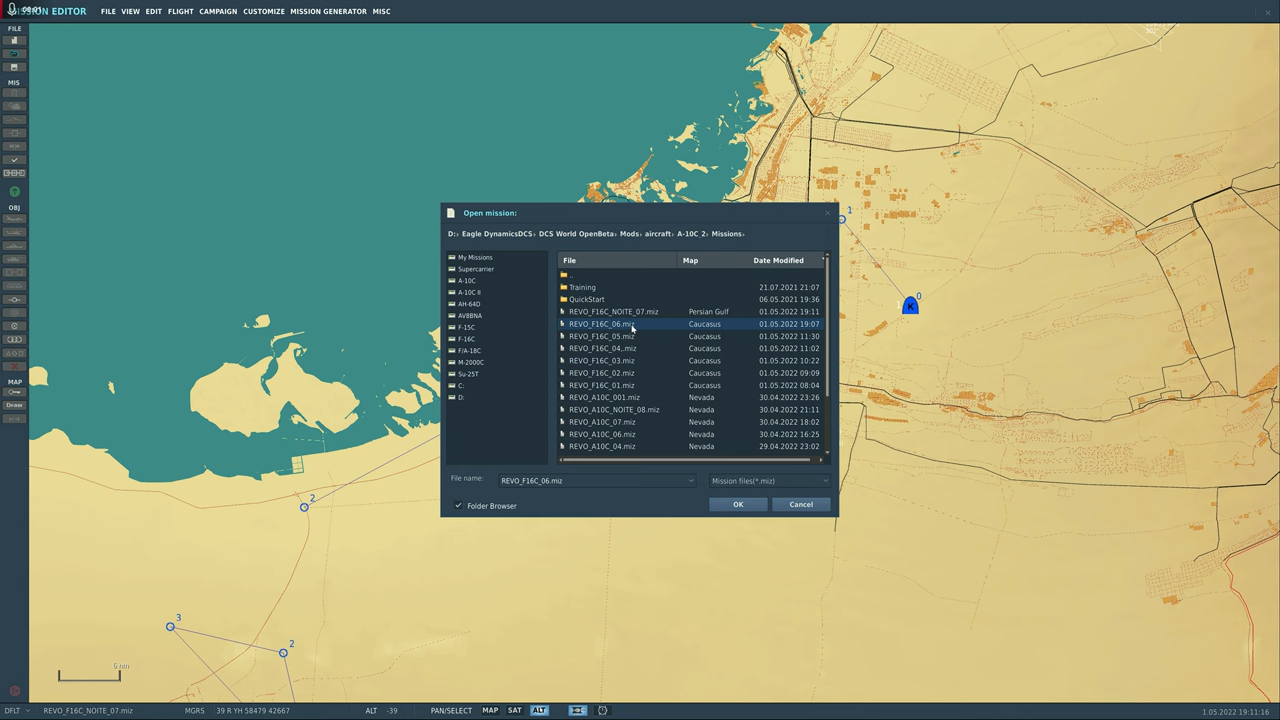 MISSION EDITOR FILE VIEW EDIT FLIGHT CAMPAIGN CUSTOMIZE MISSION GENERATOR MISC
FILE
MIS
OBJ
MAP
Draw
1
0
K
2
3
2
5 nm
Open mission:
D:› Eagle DynamicsDCS› DCS World OpenBeta› Mods› aircraft› A-10C_2› Missions›
My Missions
Supercarrier
A-10C
A-10C II
AH-64D
AV8BNA
F-15C
F-16C
F/A-18C
M-2000C
Su-25T
C:
D:
File Map Date Modified
..
Training 21.07.2021 21:07
QuickStart 06.05.2021 19:36
REVO_F16C_NOITE_07.miz Persian Gulf 01.05.2022 19:11
REVO_F16C_06.miz Caucasus 01.05.2022 19:07
REVO_F16C_05.miz Caucasus 01.05.2022 11:30
REVO_F16C_04..miz Caucasus 01.05.2022 11:02
REVO_F16C_03.miz Caucasus 01.05.2022 10:22
REVO_F16C_02.miz Caucasus 01.05.2022 09:09
REVO_F16C_01.miz Caucasus 01.05.2022 08:04
REVO_A10C_001.miz Nevada 30.04.2022 23:26
REVO_A10C_NOITE_08.miz Nevada 30.04.2022 21:11
REVO_A10C_07.miz Nevada 30.04.2022 18:02
REVO_A10C_06.miz Nevada 30.04.2022 16:25
REVO_A10C_04.miz Nevada 29.04.2022 23:02
File name: REVO_F16C_06.miz Mission files(*.miz)
Folder Browser OK Cancel
DFLT REVO_F16C_NOITE_07.miz MGRS 39 R YH 58479 42667 ALT -39 PAN/SELECT MAP SAT ALT 1.05.2022 19:11:16